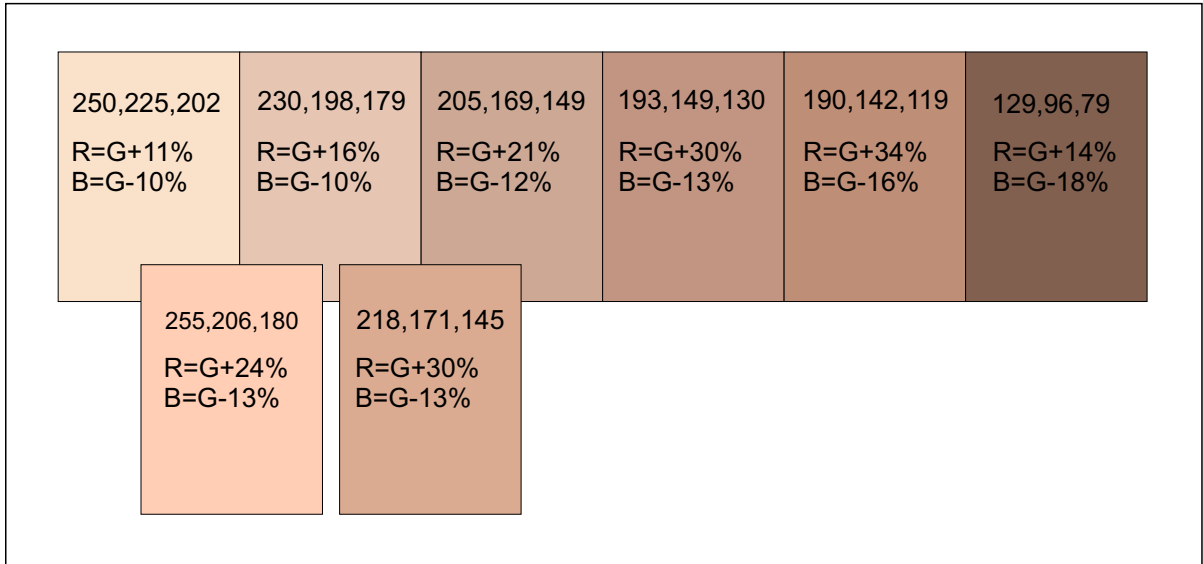 250,225,202
R=G+11%
B=G-10%
230,198,179
R=G+16%
B=G-10%
205,169,149
R=G+21%
B=G-12%
193,149,130
R=G+30%
B=G-13%
190,142,119
R=G+34%
B=G-16%
129,96,79
R=G+14%
B=G-18%
255,206,180
R=G+24%
B=G-13%
218,171,145
R=G+30%
B=G-13%